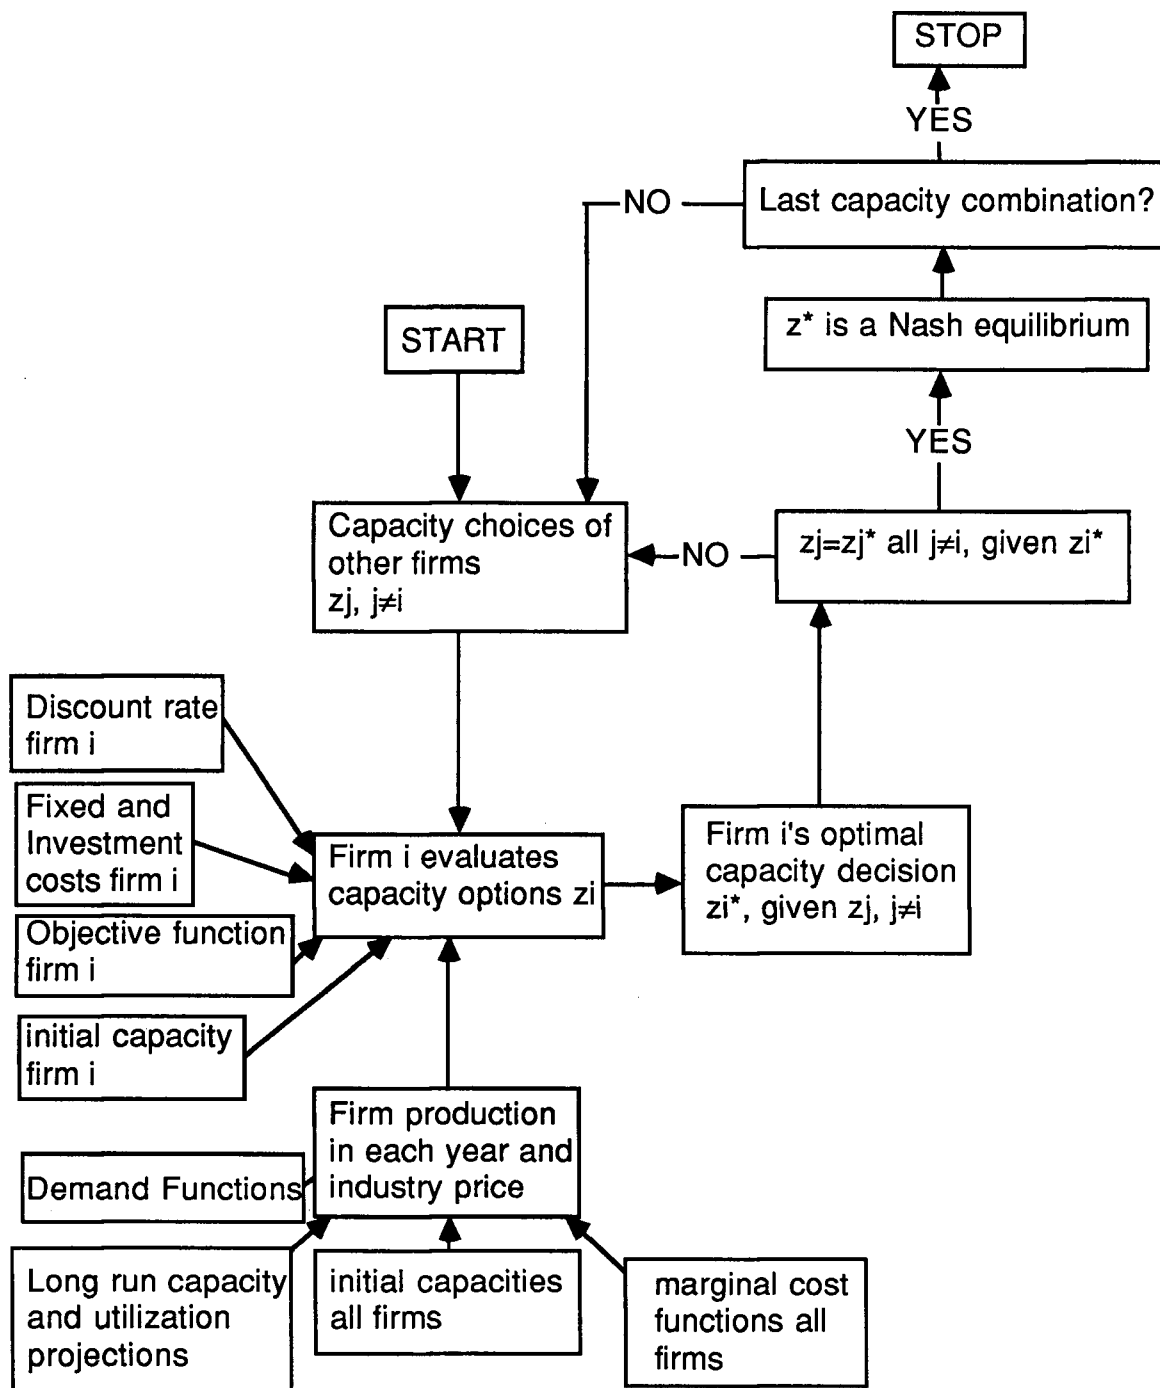 STOP
YES
NO
Last capacity combination?
START
z* is a Nash equilibrium
YES
Capacity choices of
other firms
zj, j≠i
NO
zj=zj* all j≠i, given zi*
Discount rate
firm i
Fixed and
Investment
costs firm i
Firm i evaluates
capacity options zi
Firm i's optimal
capacity decision
zi*, given zj, j≠i
Objective function
firm i
initial capacity
firm i
Firm production
in each year and
industry price
Demand Functions
Long run capacity
and utilization
projections
initial capacities
all firms
marginal cost
functions all
firms